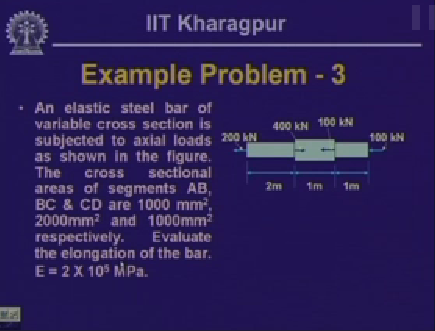 IIT Kharagpur
Example Problem - 3
• An elastic steel bar of
variable cross section is
subjected to axial loads
as shown in the figure.
The cross sectional
areas of segments AB,
BC & CD are 1000 mm²,
2000mm² and 1000mm²
respectively. Evaluate
the elongation of the bar.
E = 2 X 10⁵ MPa.
200 kN
400 kN
100 kN
100 kN
2m
1m
1m